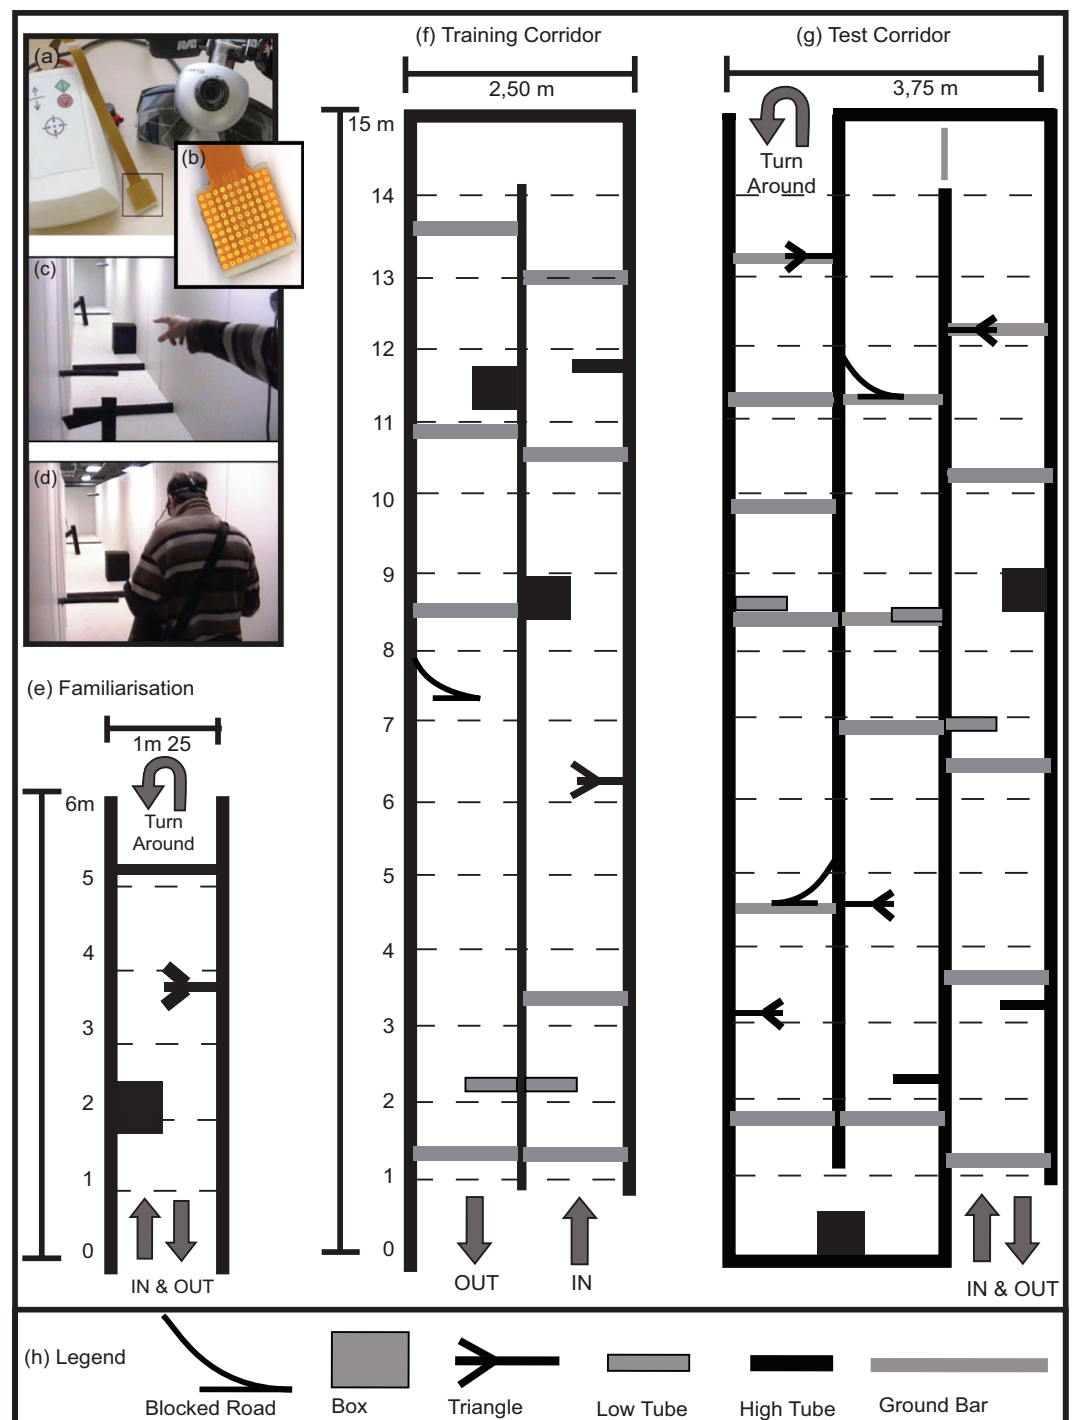 (a)
(b)
(c)
(d)
(e) Familiarisation
1m 25
6m
Turn
Around
5
4
3
2
1
0
IN & OUT
(f) Training Corridor
2,50 m
15 m
14
13
12
11
10
9
8
7
6
5
4
3
2
1
0
OUT
IN
(g) Test Corridor
3,75 m
Turn
Around
IN & OUT
(h) Legend
Blocked Road
Box
Triangle
Low Tube
High Tube
Ground Bar